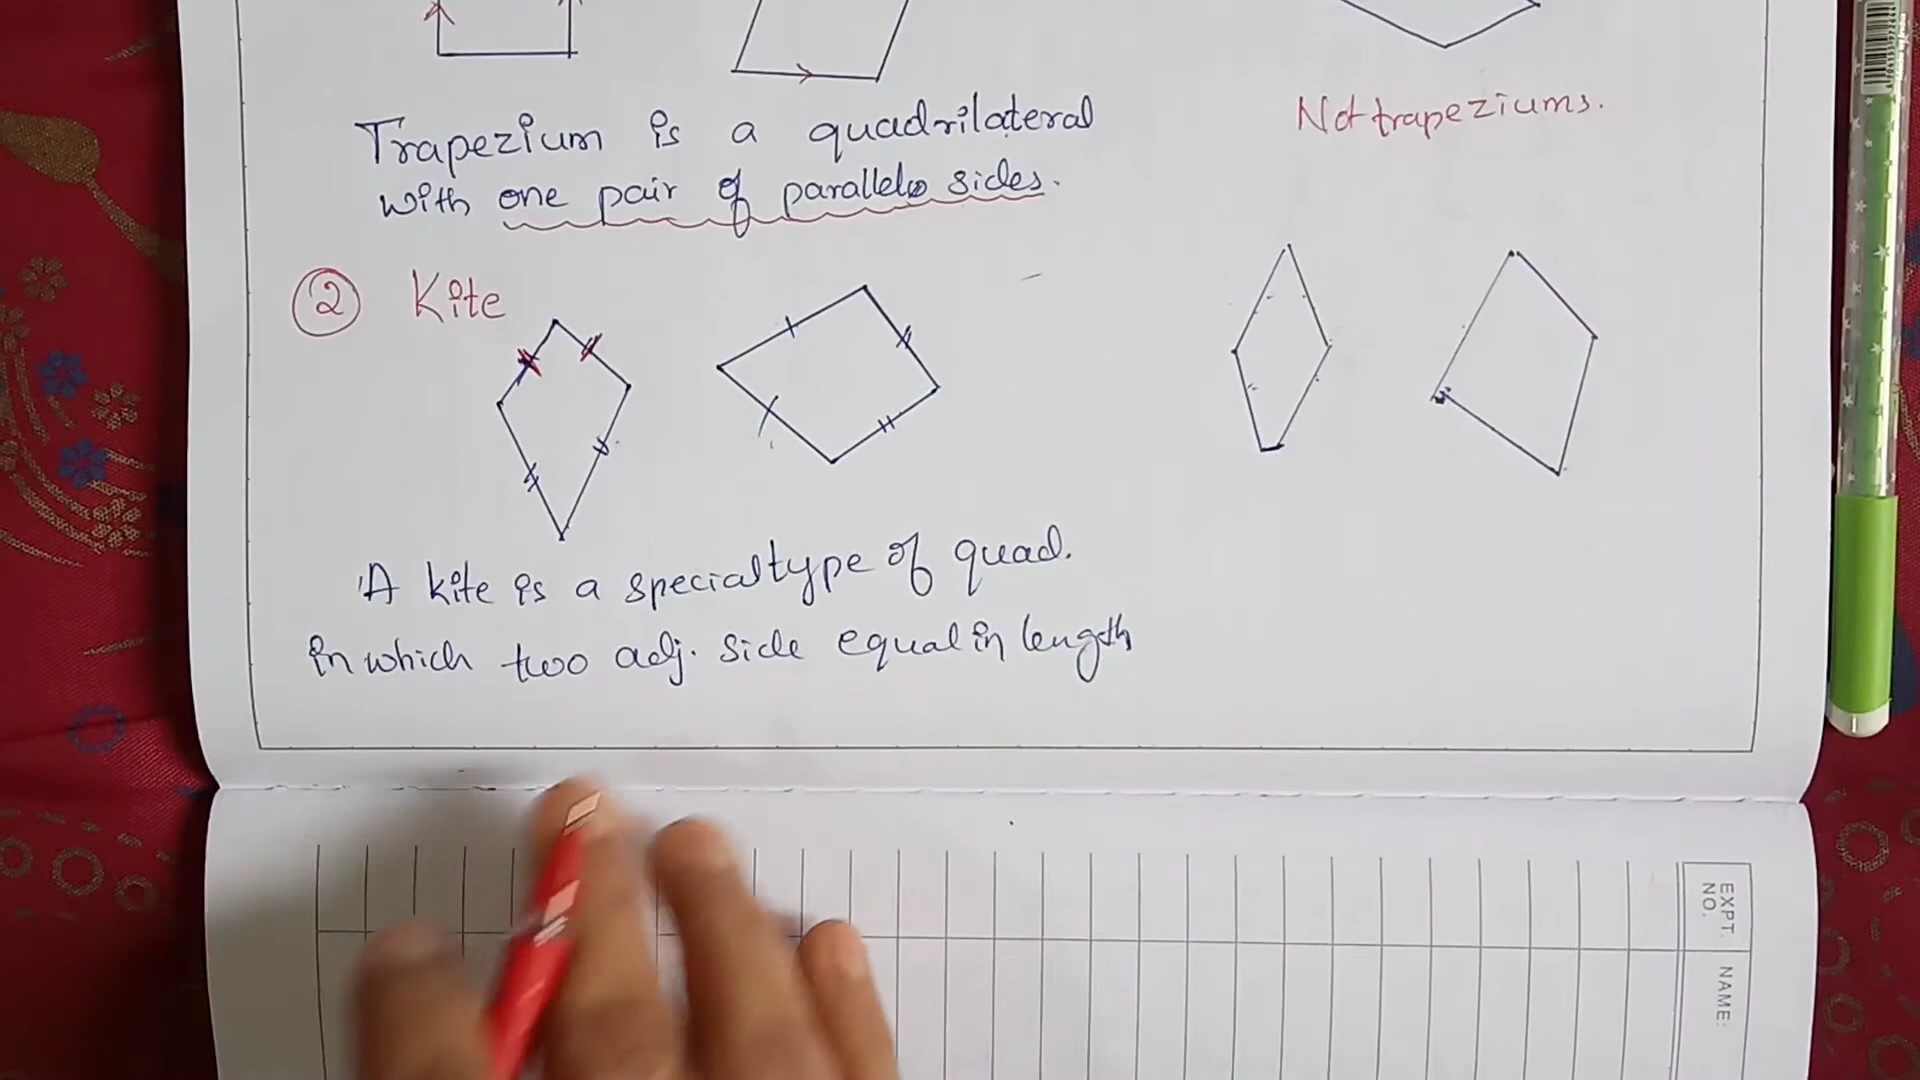 Trapezium is a quadrilateral
with one pair of parallel sides.
Not trapeziums.
② Kite
A kite is a special type of quad.
in which two adj. side equal in length
EXPT.
NO.
NAME: